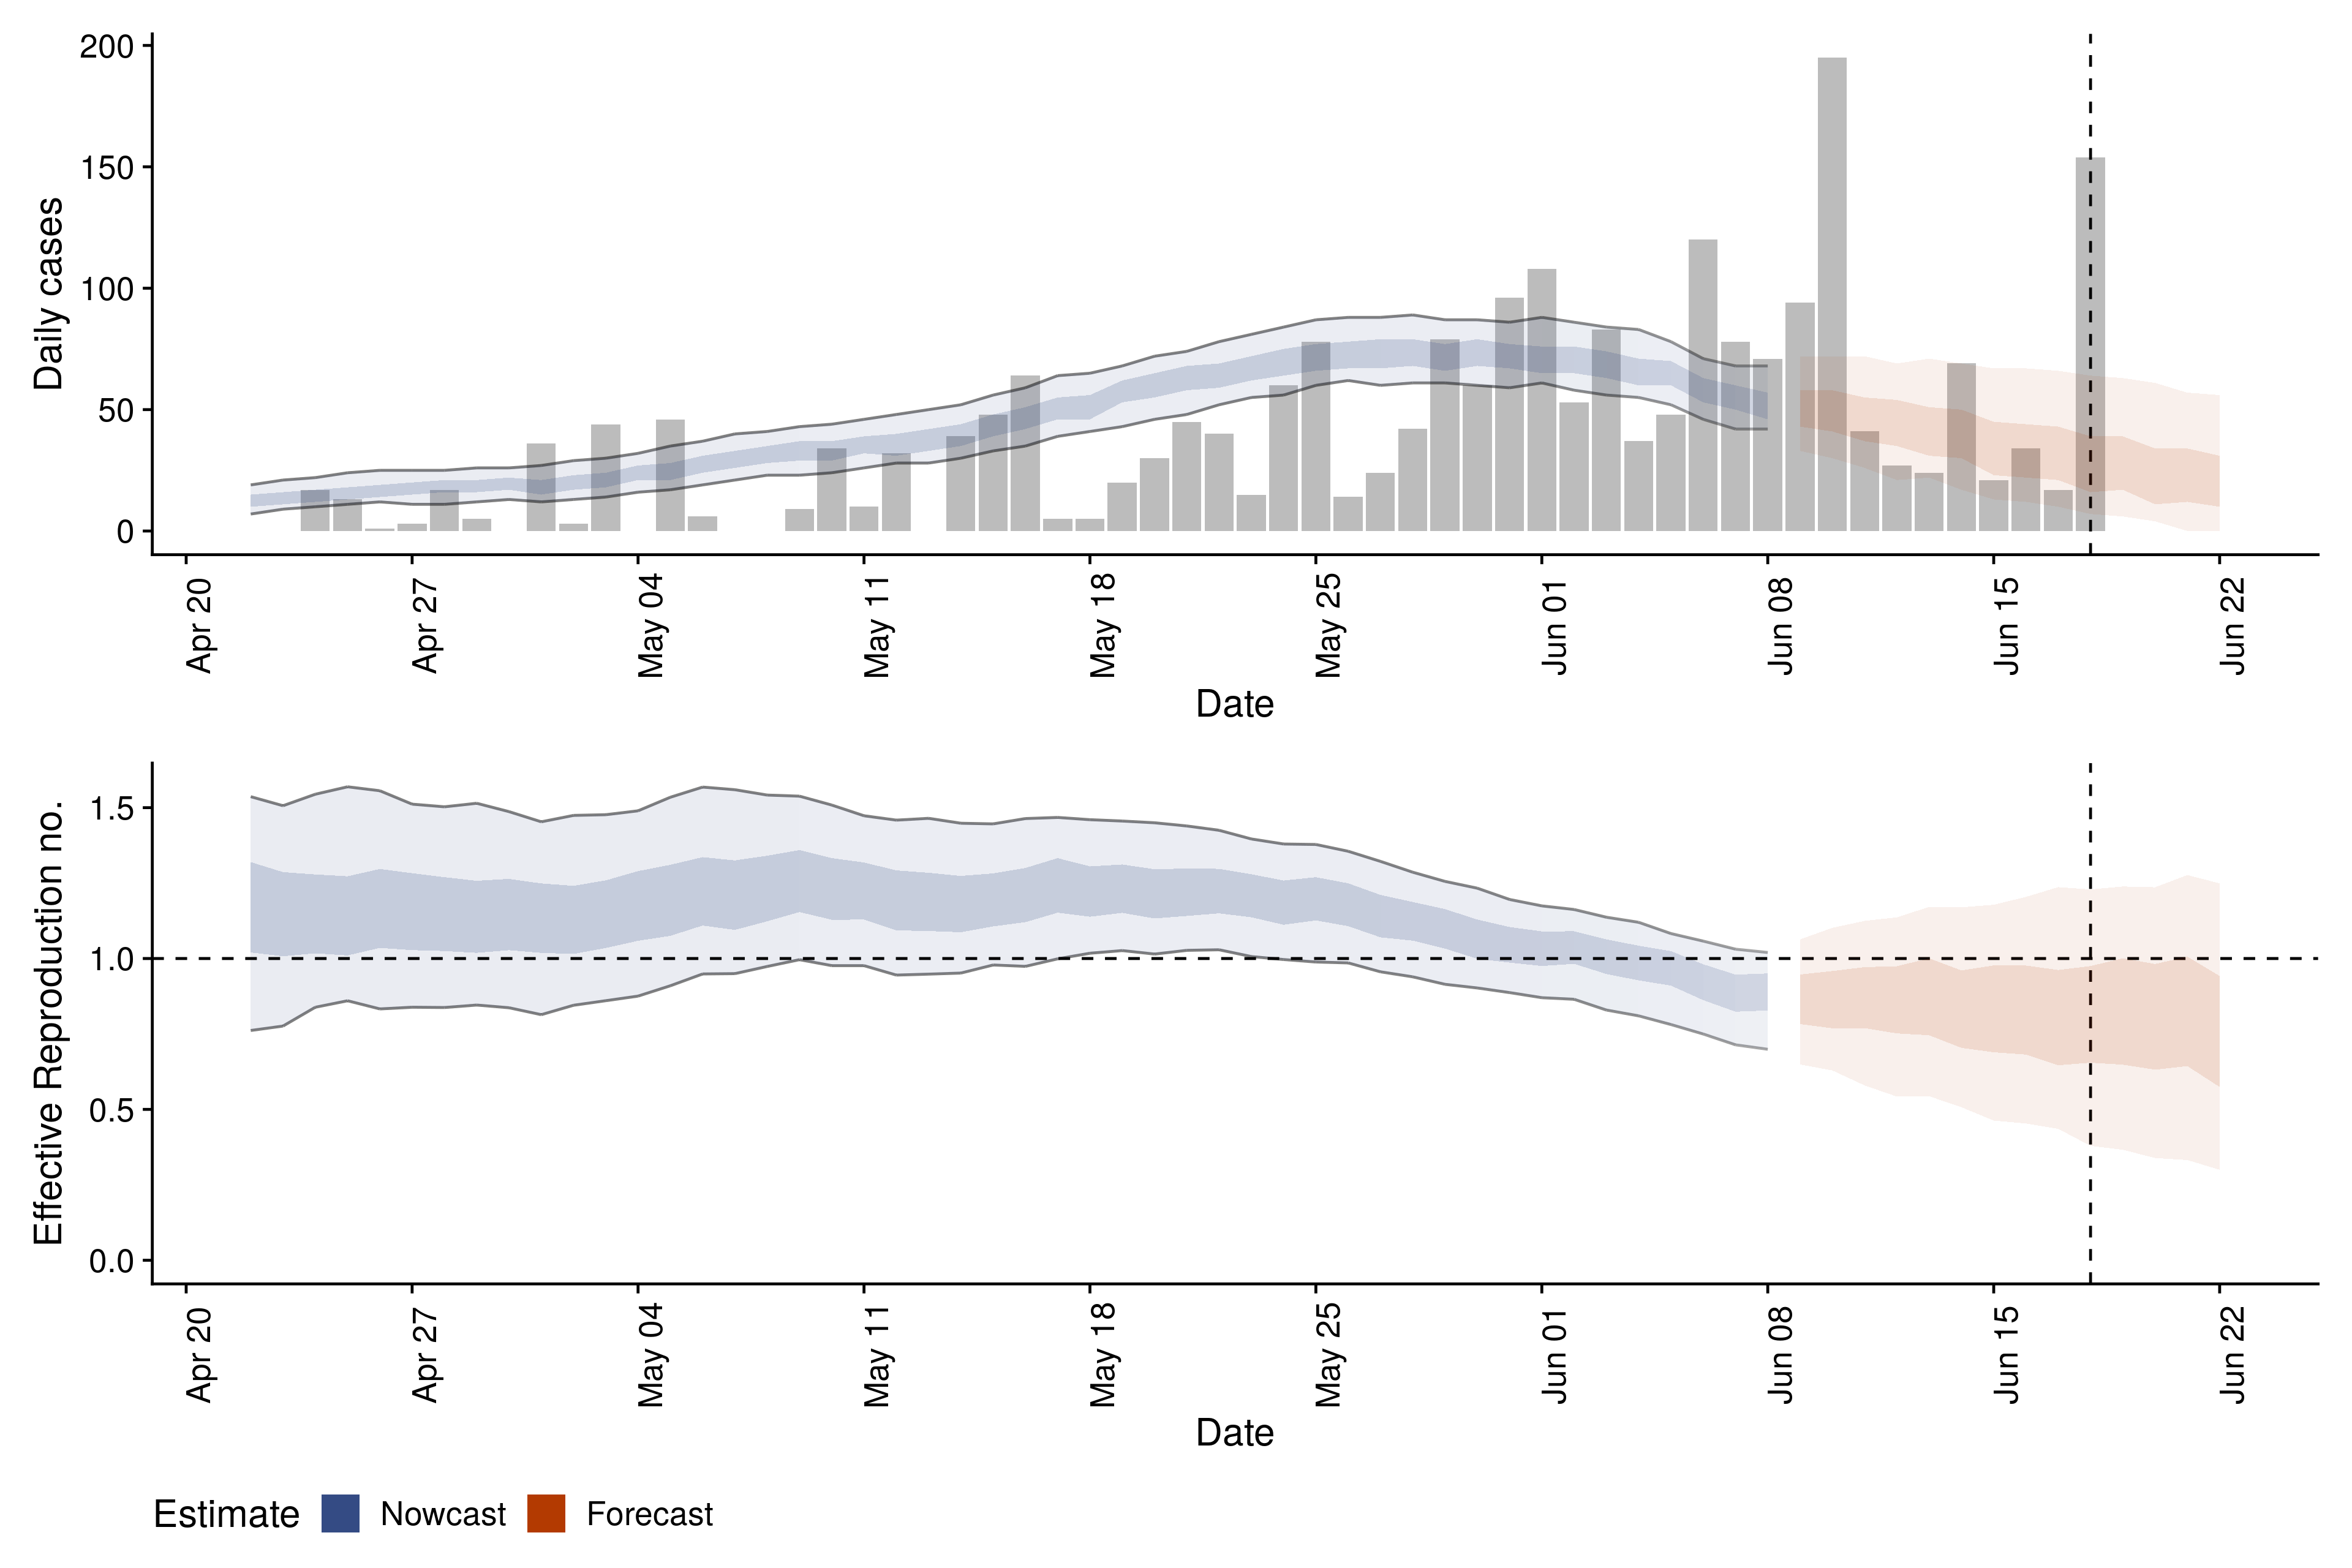 Daily cases
200
150
100
50
0
Apr 20
Apr 27
May 04
May 11
May 18
May 25
Jun 01
Jun 08
Jun 15
Jun 22
Date
Effective Reproduction no.
1.5
1.0
0.5
0.0
Apr 20
Apr 27
May 04
May 11
May 18
May 25
Jun 01
Jun 08
Jun 15
Jun 22
Date
Estimate Nowcast Forecast